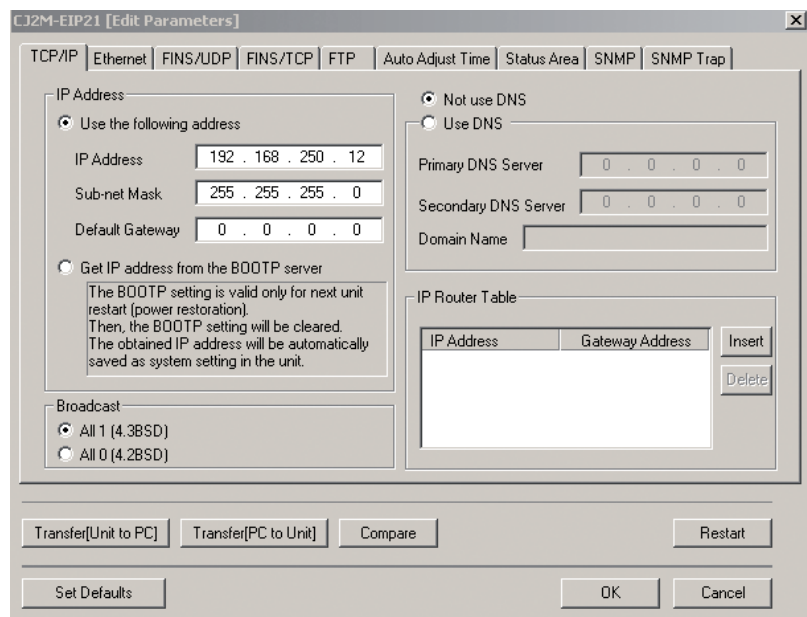 CJ2M-EIP21 [Edit Parameters]
TCP/IP Ethernet FINS/UDP FINS/TCP FTP Auto Adjust Time Status Area SNMP SNMP Trap
IP Address
Use the following address
IP Address 192 . 168 . 250 . 12
Sub-net Mask 255 . 255 . 255 . 0
Default Gateway 0 . 0 . 0 . 0
Get IP address from the BOOTP server
The BOOTP setting is valid only for next unit
restart (power restoration).
Then, the BOOTP setting will be cleared.
The obtained IP address will be automatically
saved as system setting in the unit.
Broadcast
All 1 (4.3BSD)
All 0 (4.2BSD)
Not use DNS
Use DNS
Primary DNS Server 0 . 0 . 0 . 0
Secondary DNS Server 0 . 0 . 0 . 0
Domain Name
IP Router Table
IP Address Gateway Address
Insert
Delete
Transfer[Unit to PC] Transfer[PC to Unit] Compare Restart
Set Defaults OK Cancel